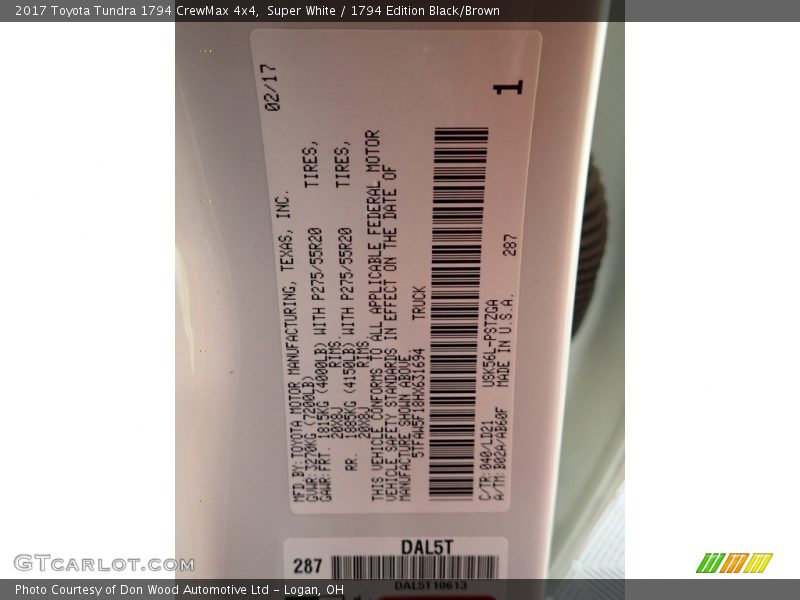 2017 Toyota Tundra 1794 CrewMax 4x4, Super White / 1794 Edition Black/Brown
02/17
1
MFD.BY:TOYOTA MOTOR MANUFACTURING, TEXAS, INC.
GVWR:3270KG (7200LB)
GAWR:FRT. 1815KG (4000LB) WITH P275/55R20 TIRES,
20X8J RIMS.
RR. 1885KG (4150LB) WITH P275/55R20 TIRES,
20X8J RIMS.
THIS VEHICLE CONFORMS TO ALL APPLICABLE FEDERAL MOTOR
VEHICLE SAFETY STANDARDS IN EFFECT ON THE DATE OF
MANUFACTURE SHOWN ABOVE.
5TFAW5F18HX631694 TRUCK
C/TR:040/LD21 USK56L-PSTZGA 287
A/TM:B02A/AB60F MADE IN U.S.A.
DAL5T
287
DAL5T10613
GTCarLot.com
Photo Courtesy of Don Wood Automotive Ltd - Logan, OH